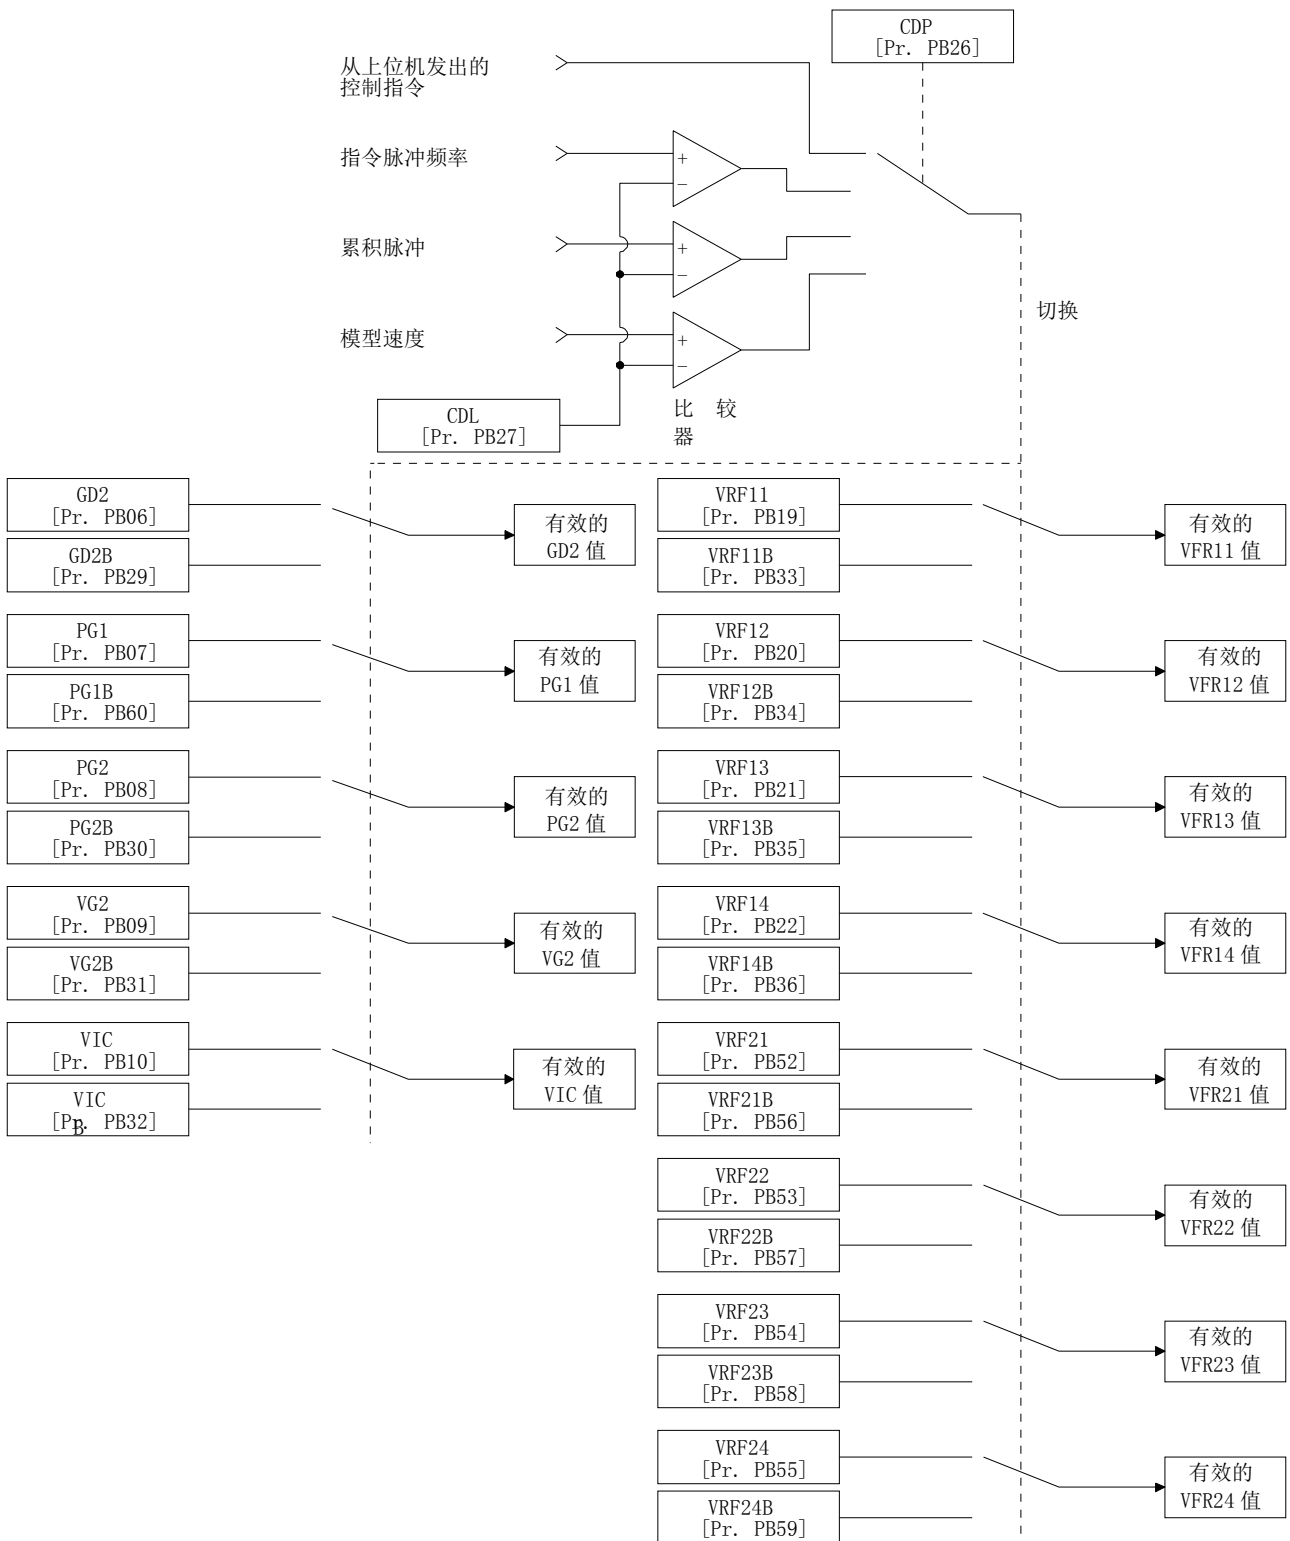 CDP
[Pr. PB26]
从上位机发出的
控制指令
指令脉冲频率
+
−
累积脉冲
+
−
切换
模型速度
+
−
比 较
器
CDL
[Pr. PB27]
GD2
[Pr. PB06]
GD2B
[Pr. PB29]
有效的
GD2 值
PG1
[Pr. PB07]
PG1B
[Pr. PB60]
有效的
PG1 值
PG2
[Pr. PB08]
PG2B
[Pr. PB30]
有效的
PG2 值
VG2
[Pr. PB09]
VG2B
[Pr. PB31]
有效的
VG2 值
VIC
[Pr. PB10]
VIC
B
[Pr. PB32]
有效的
VIC 值
VRF11
[Pr. PB19]
VRF11B
[Pr. PB33]
有效的
VFR11 值
VRF12
[Pr. PB20]
VRF12B
[Pr. PB34]
有效的
VFR12 值
VRF13
[Pr. PB21]
VRF13B
[Pr. PB35]
有效的
VFR13 值
VRF14
[Pr. PB22]
VRF14B
[Pr. PB36]
有效的
VFR14 值
VRF21
[Pr. PB52]
VRF21B
[Pr. PB56]
有效的
VFR21 值
VRF22
[Pr. PB53]
VRF22B
[Pr. PB57]
有效的
VFR22 值
VRF23
[Pr. PB54]
VRF23B
[Pr. PB58]
有效的
VFR23 值
VRF24
[Pr. PB55]
VRF24B
[Pr. PB59]
有效的
VFR24 值